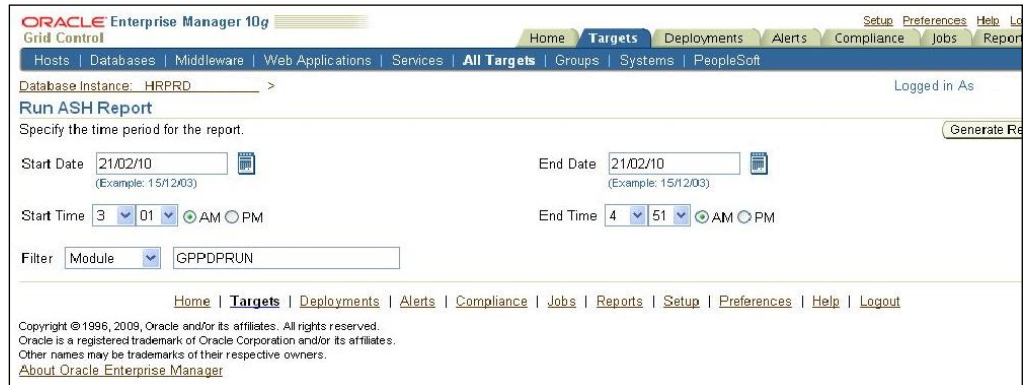 ORACLE Enterprise Manager 10g
Grid Control
Setup Preferences Help
Home Targets Deployments Alerts Compliance Jobs
Hosts | Databases | Middleware | Web Applications | Services | All Targets | Groups | Systems | PeopleSoft
Database Instance: HRPRD >
Logged in As
Run ASH Report
Specify the time period for the report.
Generate
Start Date 21/02/10
(Example: 15/12/03)
End Date 21/02/10
(Example: 15/12/03)
Start Time 3 01 AM PM
End Time 4 51 AM PM
Filter Module GPPDPRUN
Home | Targets | Deployments | Alerts | Compliance | Jobs | Reports | Setup | Preferences | Help | Logout
Copyright © 1996, 2009, Oracle and/or its affiliates. All rights reserved.
Oracle is a registered trademark of Oracle Corporation and/or its affiliates.
Other names may be trademarks of their respective owners.
About Oracle Enterprise Manager